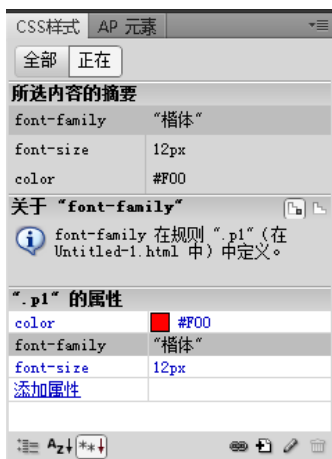 CSS样式 AP 元素
全部 正在
所选内容的摘要
font-family "楷体"
font-size 12px
color #F00
关于 "font-family"
font-family 在规则 ".p1"（在
Untitled-1.html 中）中定义。
".p1" 的属性
color #F00
font-family "楷体"
font-size 12px
添加属性
AZ↓ **↓